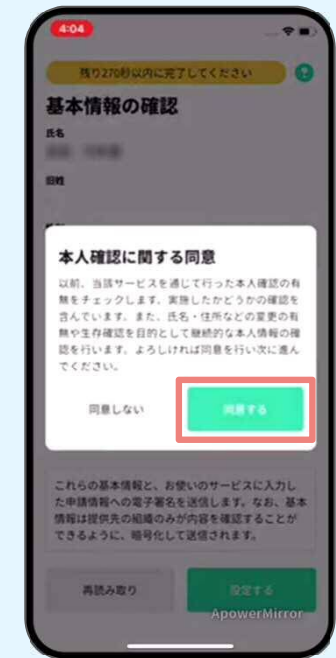 4:04
残り270秒以内に完了してください
?
基本情報の確認
氏名
旧姓
本人確認に関する同意
以前、当該サービスを通じて行った本人確認の有
無をチェックします。実施したかどうかの確認を
含んでいます。また、氏名・住所などの変更の有
無や生存確認を目的として継続的な本人情報の確
認を行います。よろしければ同意を行い次に進ん
でください。
同意しない
同意する
これらの基本情報と、お使いのサービスに入力し
た申請情報への電子署名を送信します。なお、基本
情報は提供先の組織のみが内容を確認することが
できるように、暗号化して送信されます。
再読み取り
設定する
ApowerMirror